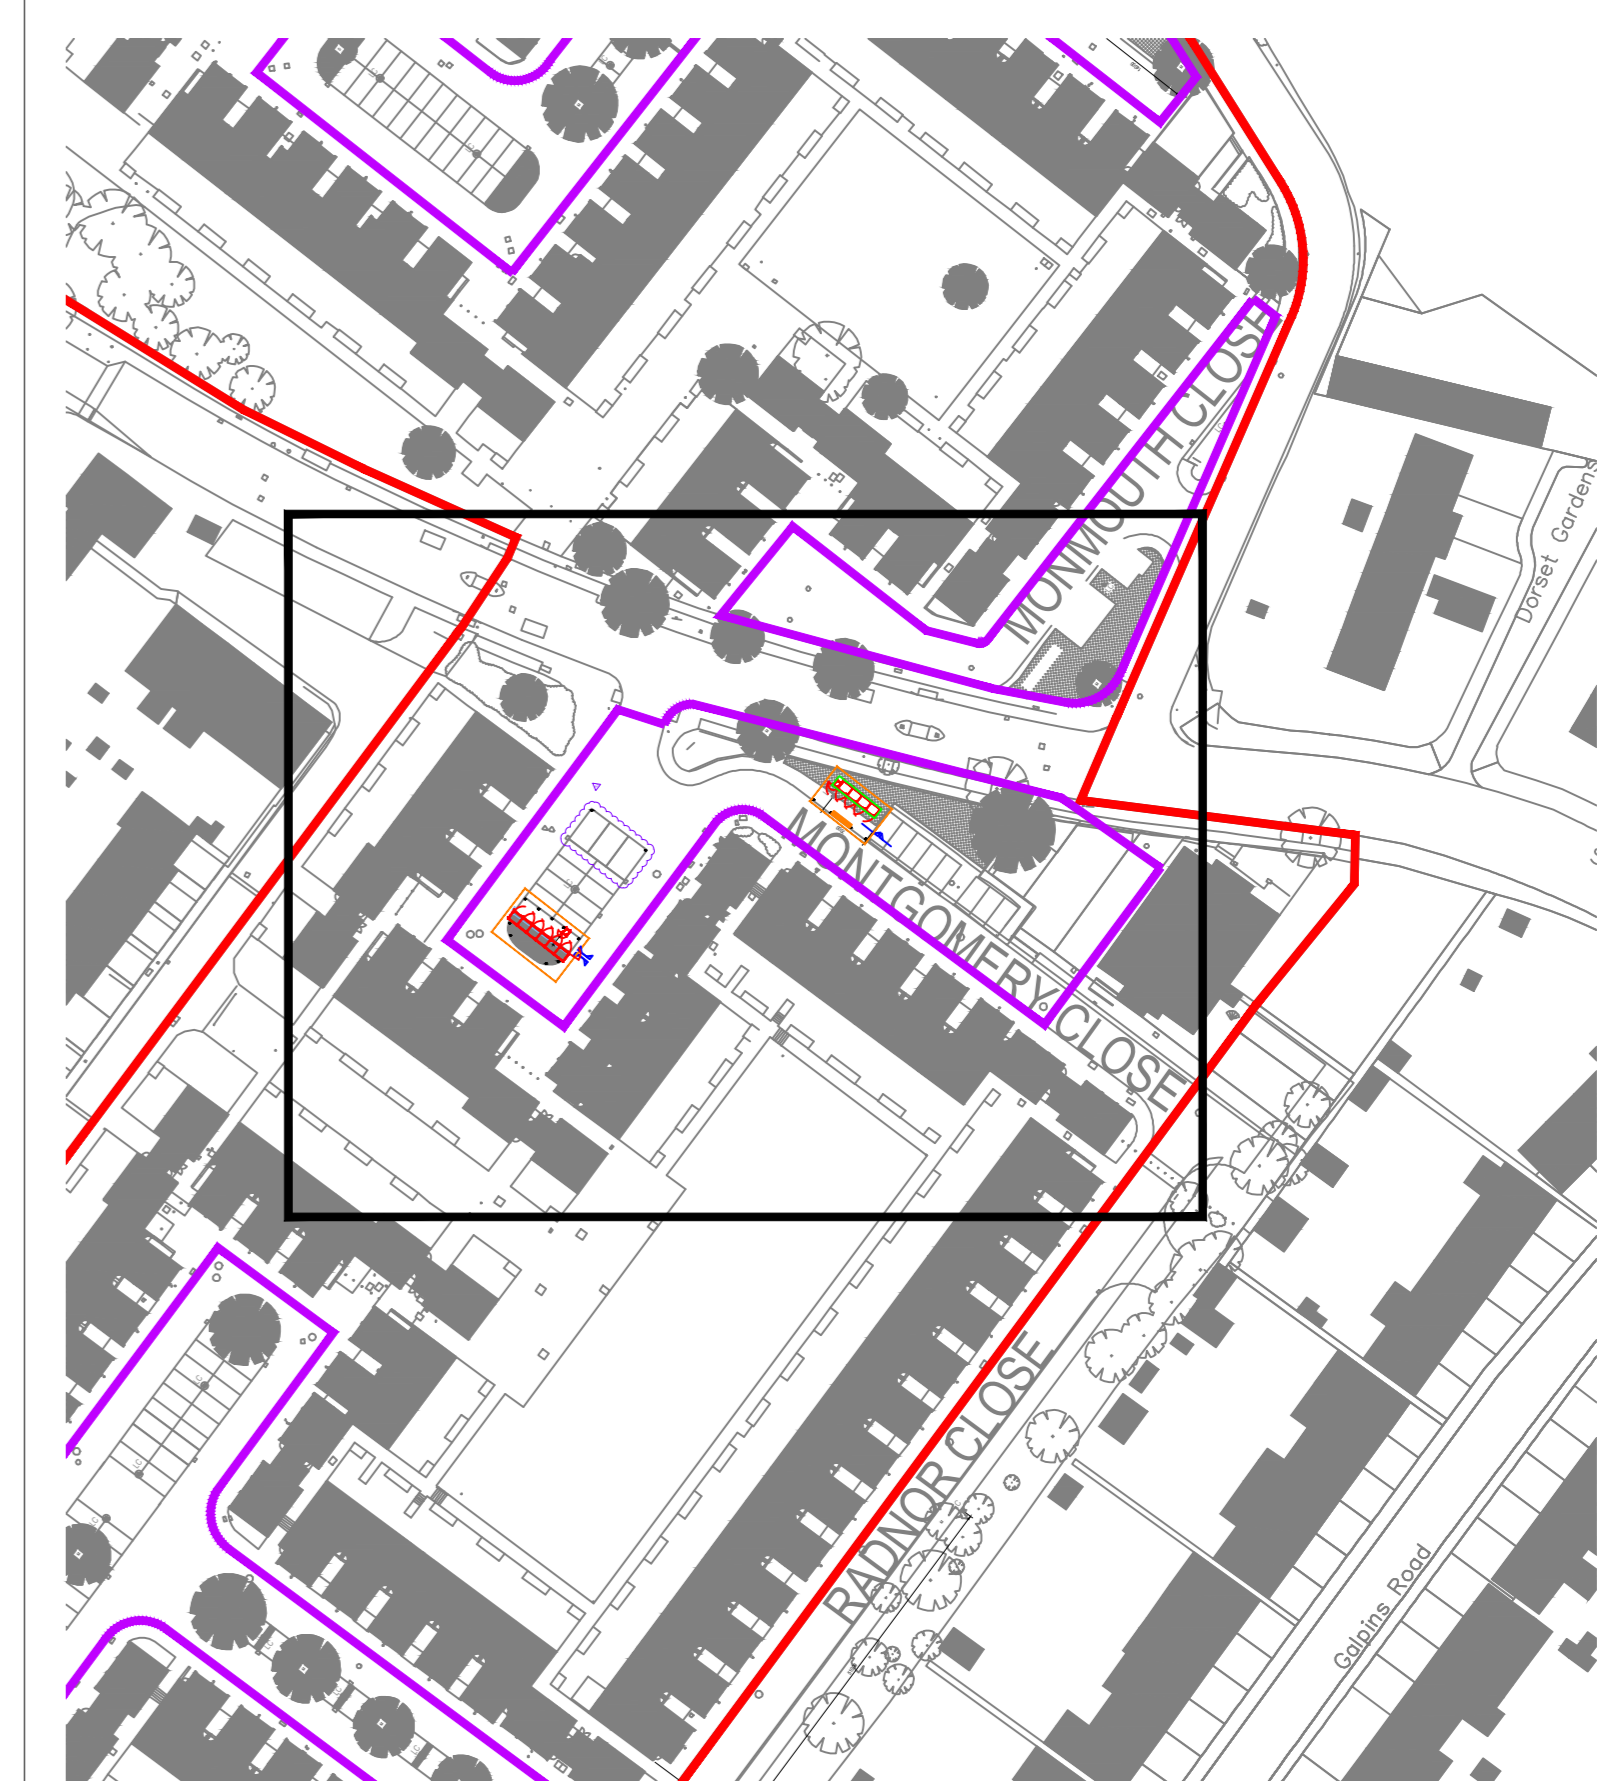 MONMOUTH CLOSE
Dorset Gardens
MONTGOMERY CLOSE
RADNOR CLOSE
Galpins Road